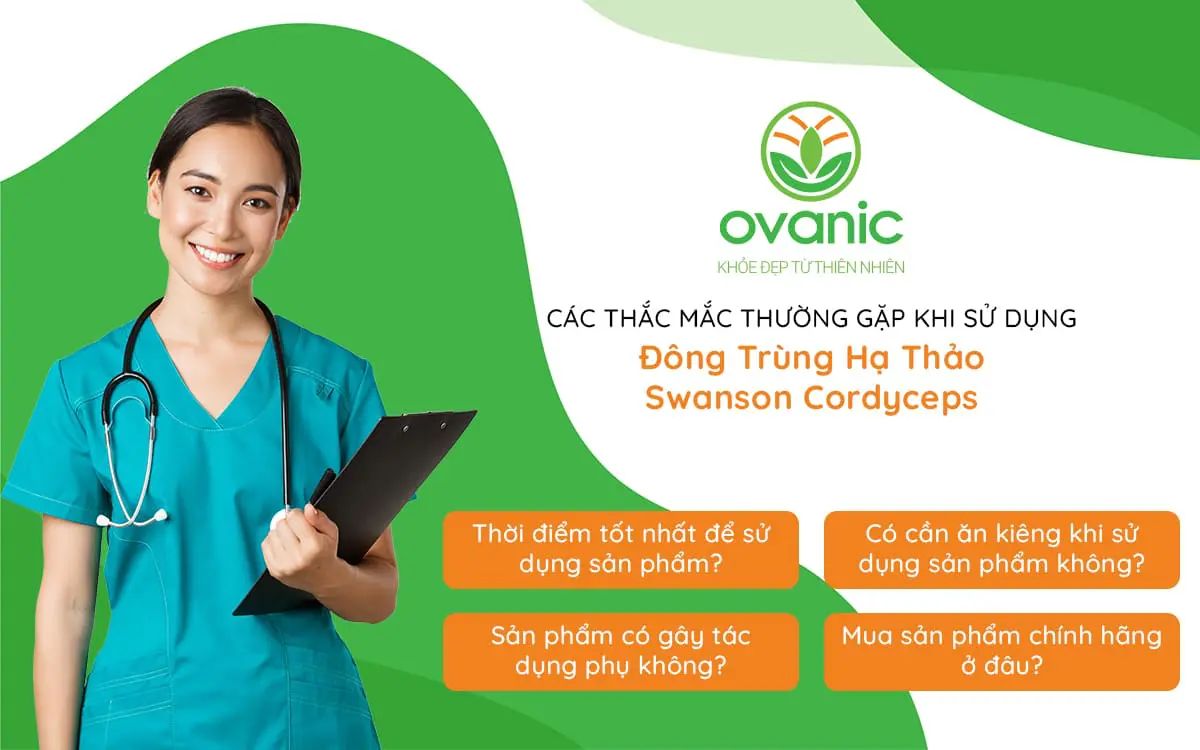 ovanic
KHỎE ĐẸP TỪ THIÊN NHIÊN
CÁC THẮC MẮC THƯỜNG GẶP KHI SỬ DỤNG
Đông Trùng Hạ Thảo
Swanson Cordyceps
Thời điểm tốt nhất để sử
dụng sản phẩm?
Có cần ăn kiêng khi sử
dụng sản phẩm không?
Sản phẩm có gây tác
dụng phụ không?
Mua sản phẩm chính hãng
ở đâu?